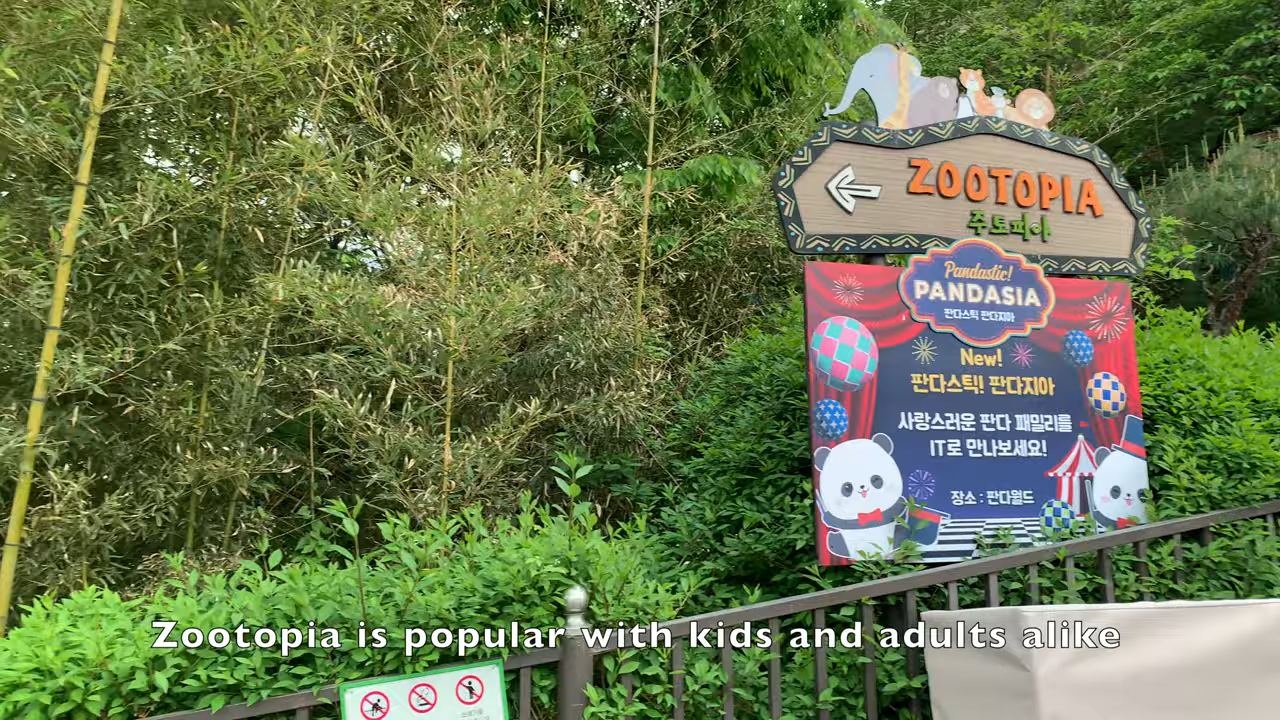 ZOOTOPIA
주토피아
Pandastic!
PANDASIA
판다스틱 판다지아
New!
판다스틱! 판다지아
사랑스러운 판다 패밀리를
IT로 만나보세요!
장소 : 판다월드
Zootopia is popular with kids and adults alike